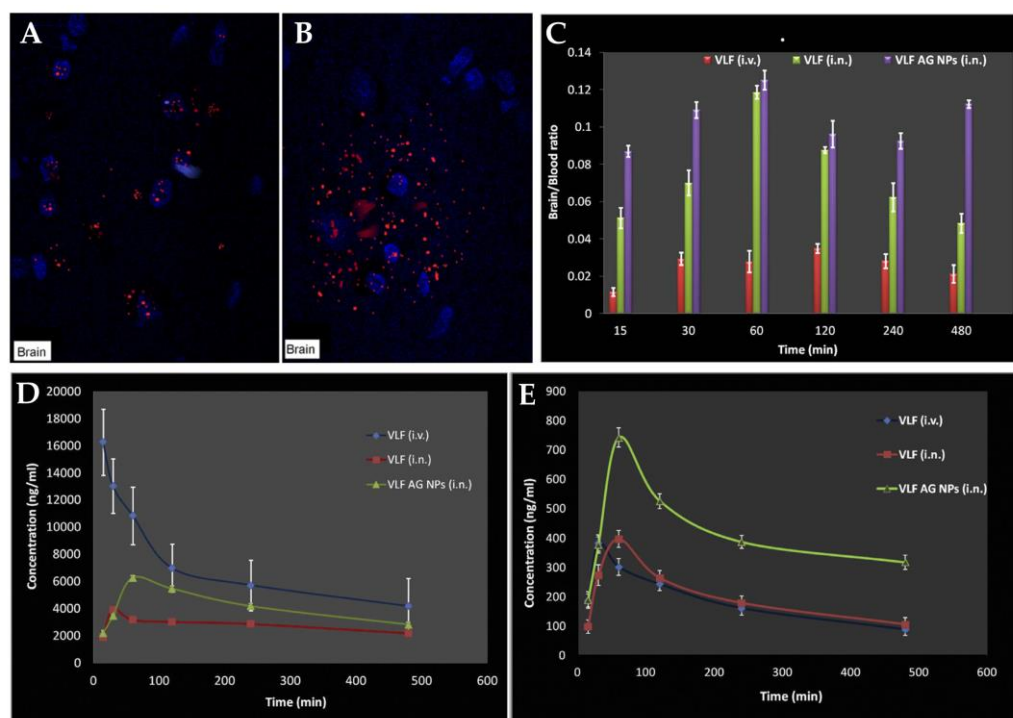 A
Brain
B
Brain
C
VLF (i.v.) VLF (i.n.) VLF AG NPs (i.n.)
Brain/Blood ratio
0.14
0.12
0.1
0.08
0.06
0.04
0.02
0
15 30 60 120 240 480
Time (min)
D
Concentration (ng/ml)
20000
18000
16000
14000
12000
10000
8000
6000
4000
2000
0
VLF (i.v.)
VLF (i.n.)
VLF AG NPs (i.n.)
0 100 200 300 400 500 600
Time (min)
E
Concentration (ng/ml)
900
800
700
600
500
400
300
200
100
0
VLF (i.v.)
VLF (i.n.)
VLF AG NPs (i.n.)
0 100 200 300 400 500 600
Time (min)